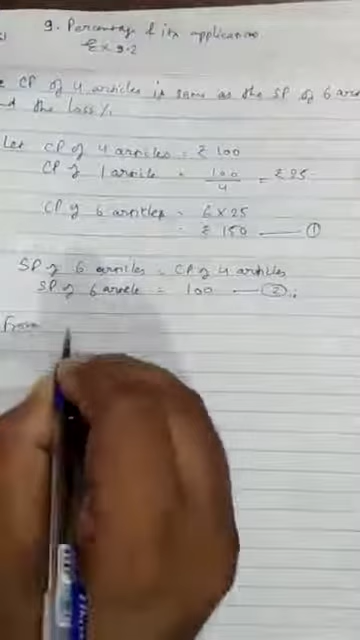 9. Percentage & its application
Ex 9.2
CP of 4 articles is same as the SP of 6
the loss%.
Let CP of 4 articles = ₹ 100
CP of 1 article = 100/4 = ₹ 25
CP of 6 articles = 6 × 25
= ₹ 150 — ①
SP of 6 articles = CP of 4 articles
SP of 6 article = 100 — ②
From